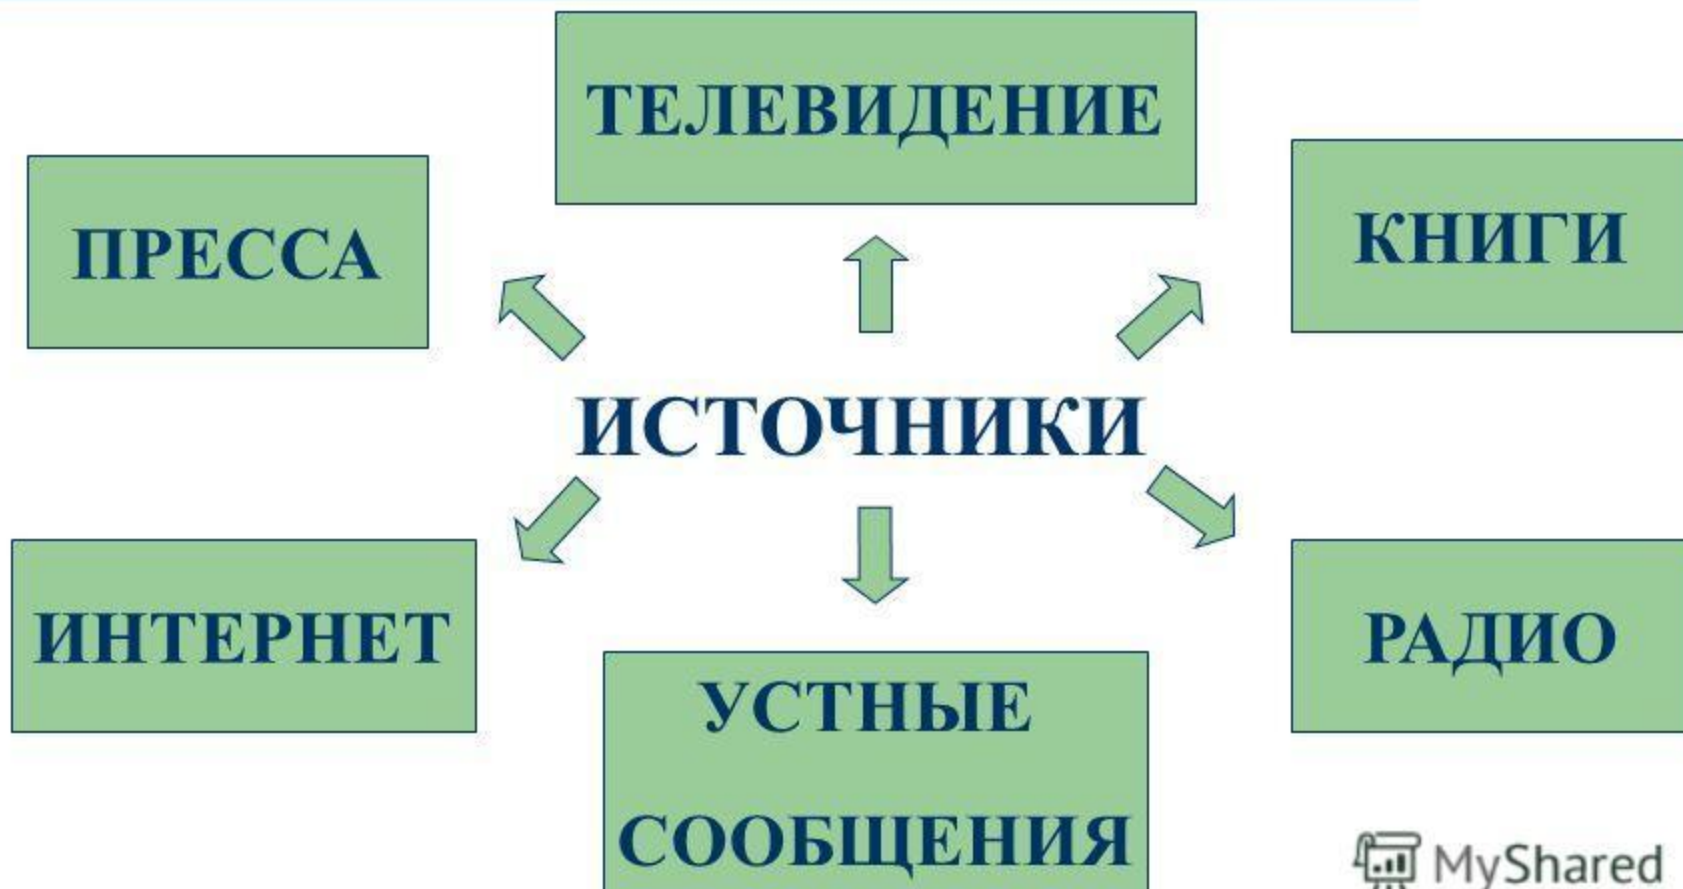 ТЕЛЕВИДЕНИЕ
ПРЕССА
КНИГИ
ИСТОЧНИКИ
ИНТЕРНЕТ
РАДИО
УСТНЫЕ
СООБЩЕНИЯ
MyShared